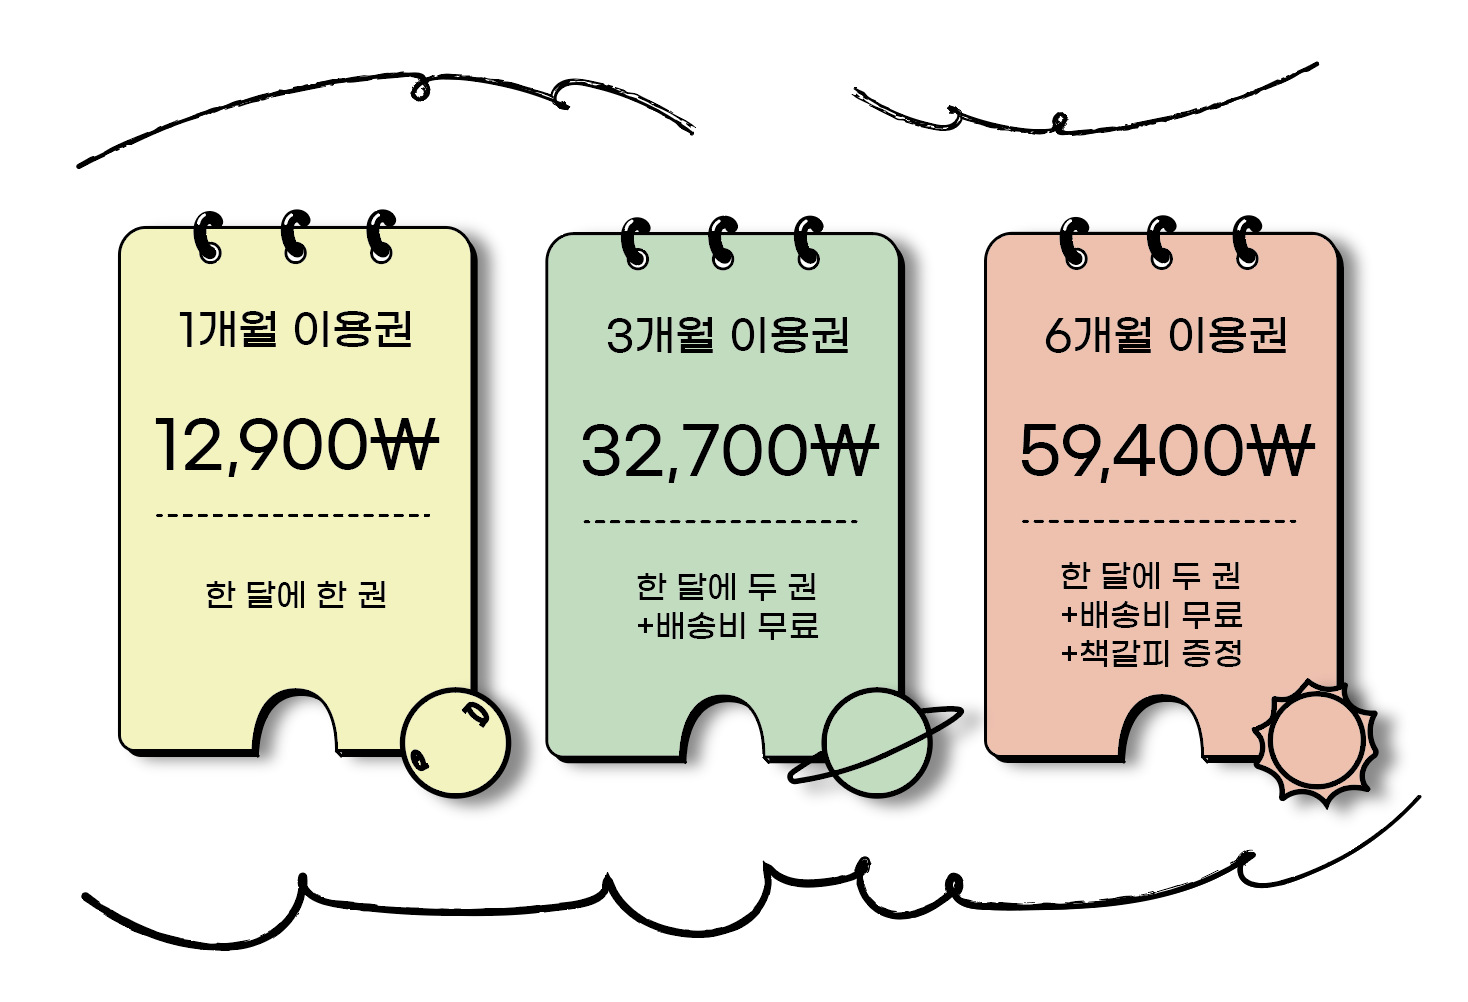 1개월 이용권
12,900₩
한 달에 한 권
3개월 이용권
32,700₩
한 달에 두 권
+배송비 무료
6개월 이용권
59,400₩
한 달에 두 권
+배송비 무료
+책갈피 증정